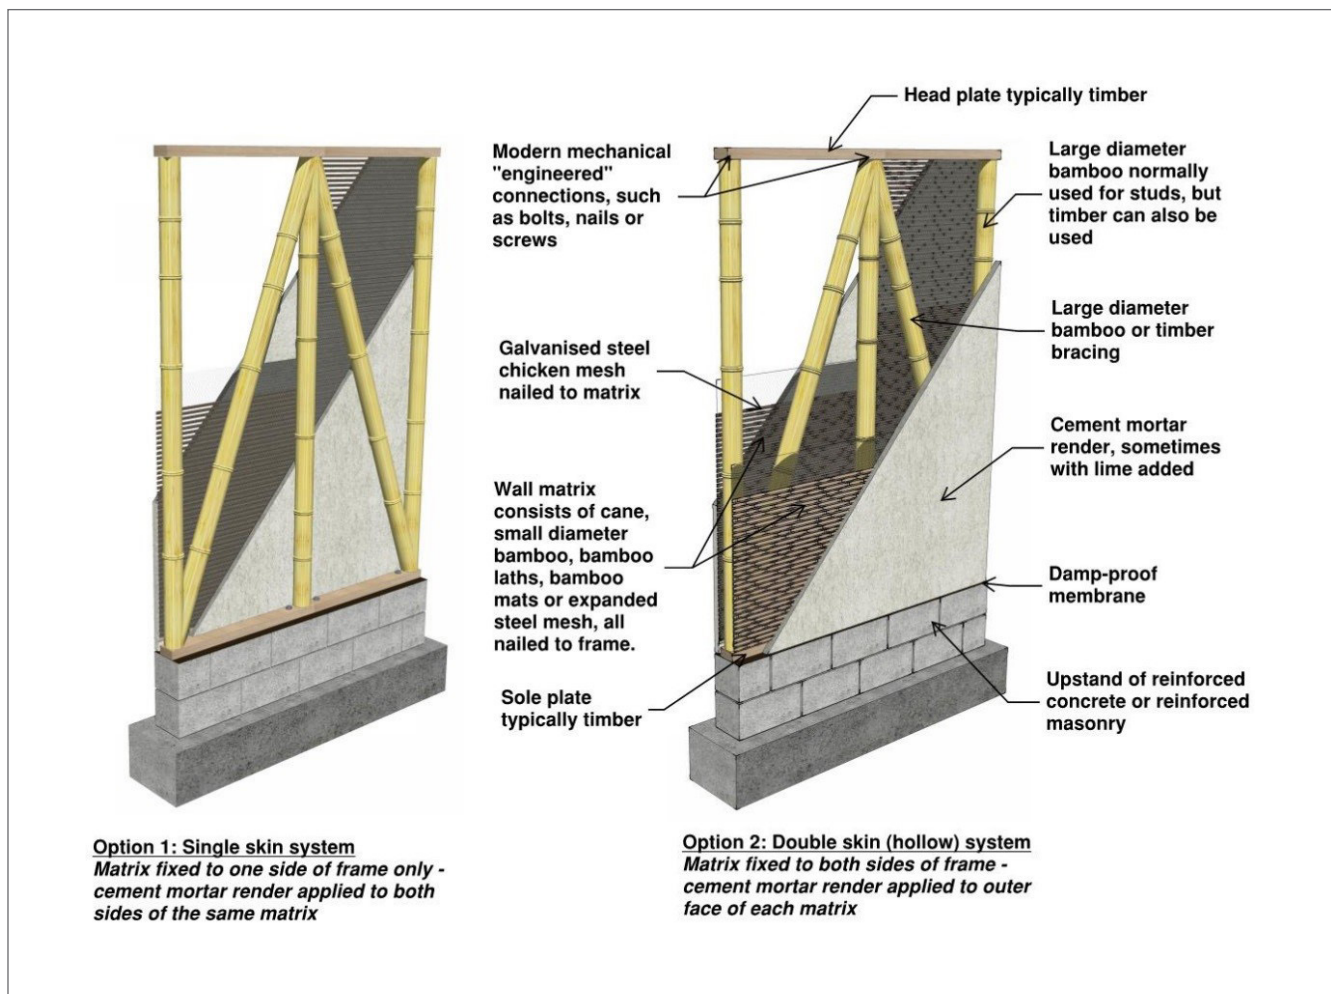 Head plate typically timber
Modern mechanical
"engineered"
connections, such
as bolts, nails or
screws
Large diameter
bamboo normally
used for studs, but
timber can also be
used
Large diameter
bamboo or timber
bracing
Galvanised steel
chicken mesh
nailed to matrix
Cement mortar
render, sometimes
with lime added
Wall matrix
consists of cane,
small diameter
bamboo, bamboo
laths, bamboo
mats or expanded
steel mesh, all
nailed to frame.
Damp-proof
membrane
Sole plate
typically timber
Upstand of reinforced
concrete or reinforced
masonry
Option 1: Single skin system
Matrix fixed to one side of frame only -
cement mortar render applied to both
sides of the same matrix
Option 2: Double skin (hollow) system
Matrix fixed to both sides of frame -
cement mortar render applied to outer
face of each matrix